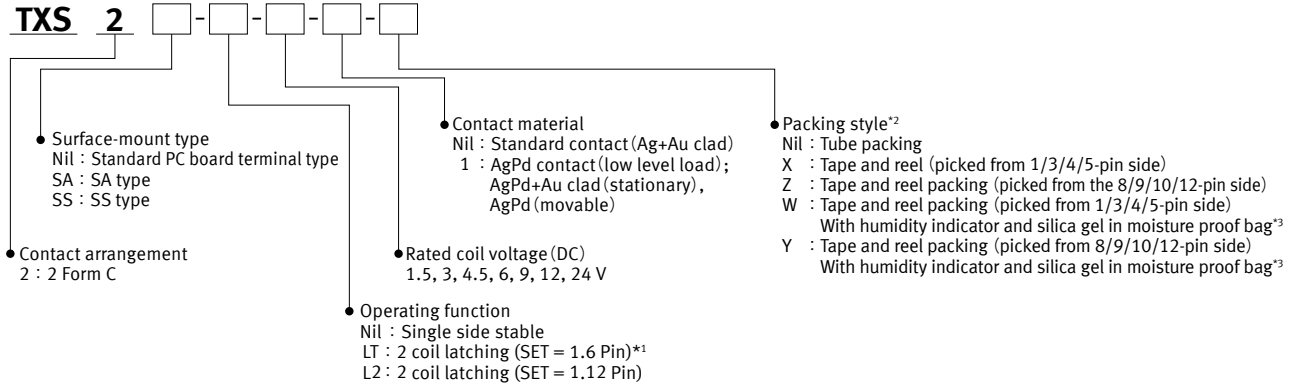 TXS 2 - - - -
Surface-mount type
Nil : Standard PC board terminal type
SA : SA type
SS : SS type
Contact arrangement
2 : 2 Form C
Contact material
Nil : Standard contact (Ag+Au clad)
1 : AgPd contact (low level load);
AgPd+Au clad (stationary),
AgPd (movable)
Rated coil voltage (DC)
1.5, 3, 4.5, 6, 9, 12, 24 V
Operating function
Nil : Single side stable
LT : 2 coil latching (SET = 1.6 Pin)*1
L2 : 2 coil latching (SET = 1.12 Pin)
Packing style*2
Nil : Tube packing
X : Tape and reel (picked from 1/3/4/5-pin side)
Z : Tape and reel packing (picked from the 8/9/10/12-pin side)
W : Tape and reel packing (picked from 1/3/4/5-pin side)
With humidity indicator and silica gel in moisture proof bag*3
Y : Tape and reel packing (picked from 8/9/10/12-pin side)
With humidity indicator and silica gel in moisture proof bag*3